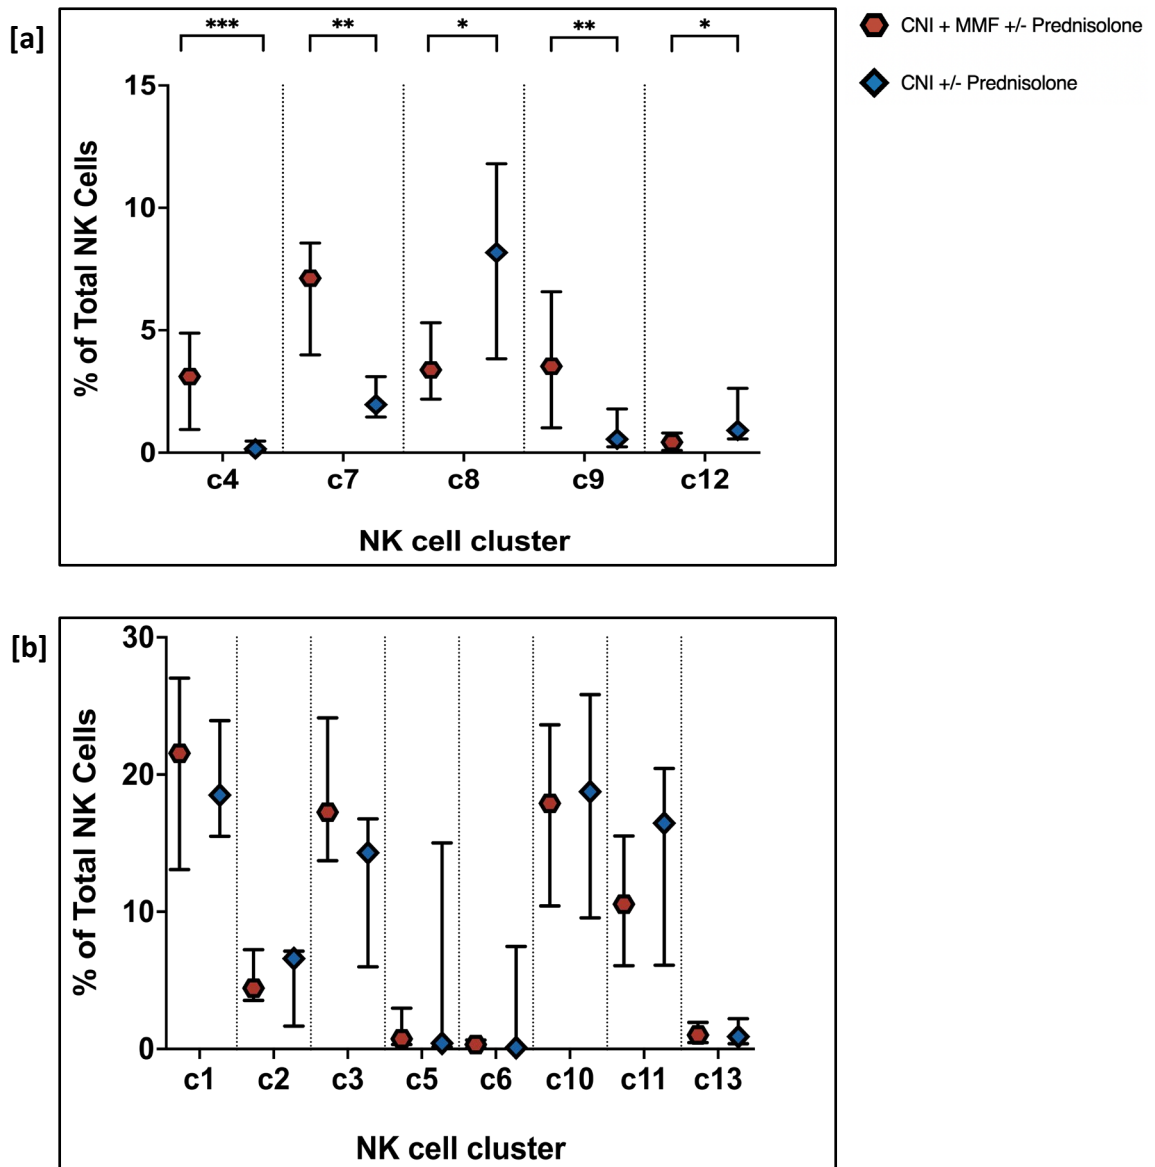 [a]
*** ** * ** *
CNI + MMF +/- Prednisolone
CNI +/- Prednisolone
15
10
5
0
% of Total NK Cells
c4 c7 c8 c9 c12
NK cell cluster
[b]
30
20
10
0
% of Total NK Cells
c1 c2 c3 c5 c6 c10 c11 c13
NK cell cluster